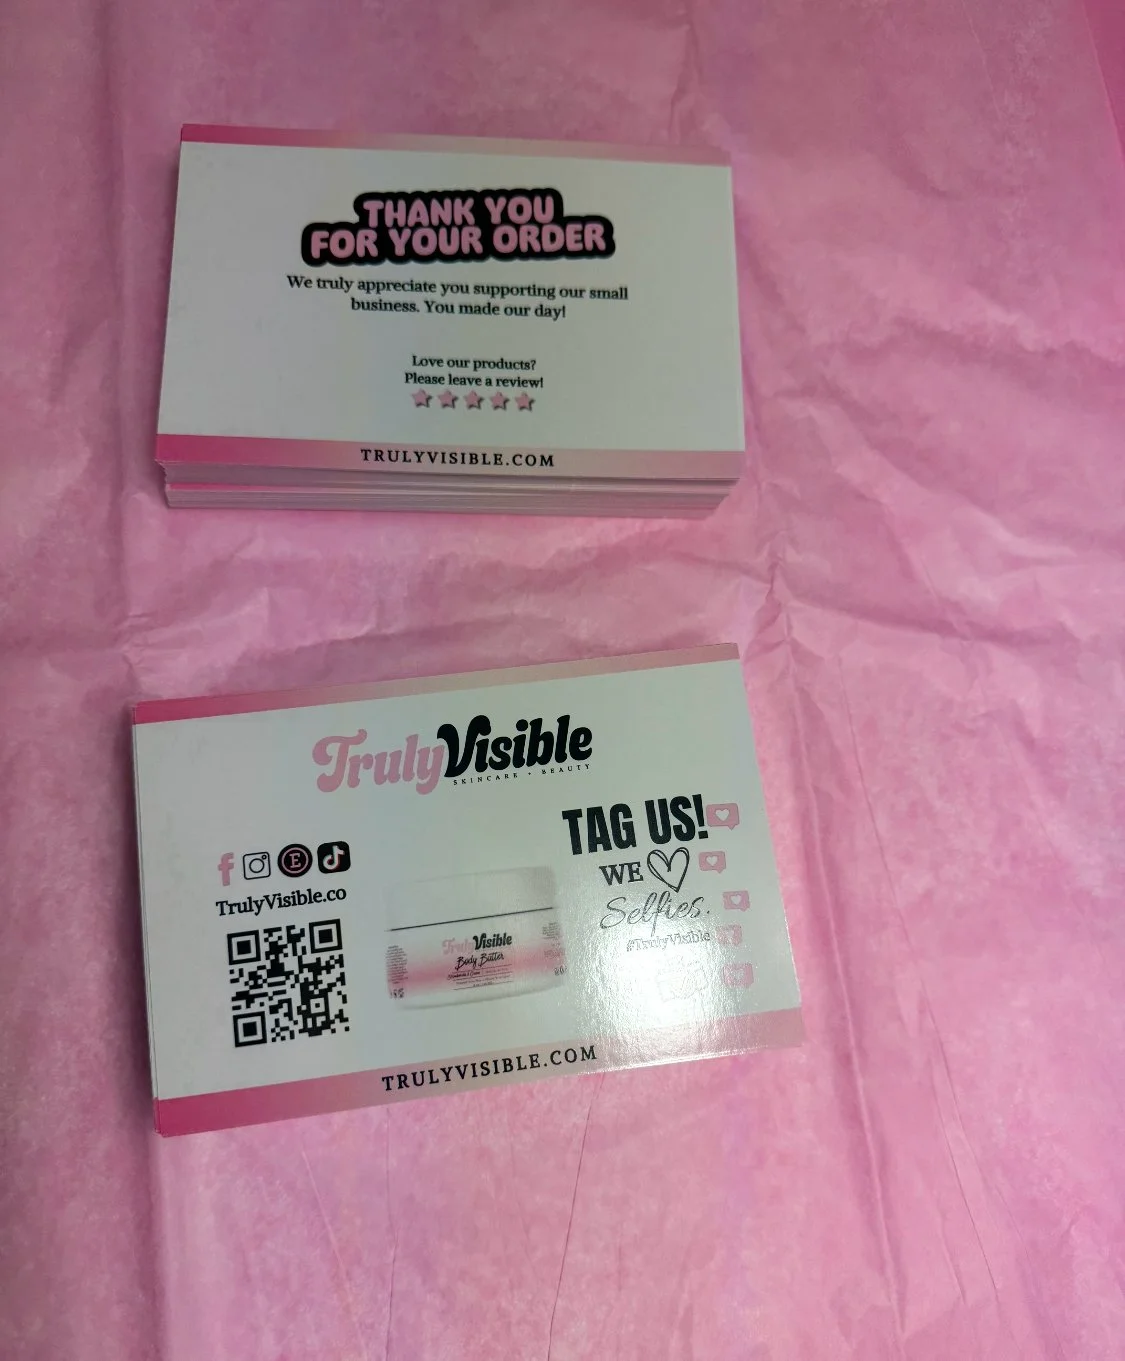 THANK YOU
FOR YOUR ORDER
We truly appreciate you supporting our small
business. You made our day!
Love our products?
Please leave a review!
TRULYVISIBLE.COM
TrulyVisible
SKINCARE • BEAUTY
TAG US!
WE
Selfies.
#TrulyVisible
TrulyVisible.co
TrulyVisible
Body Butter
TRULYVISIBLE.COM